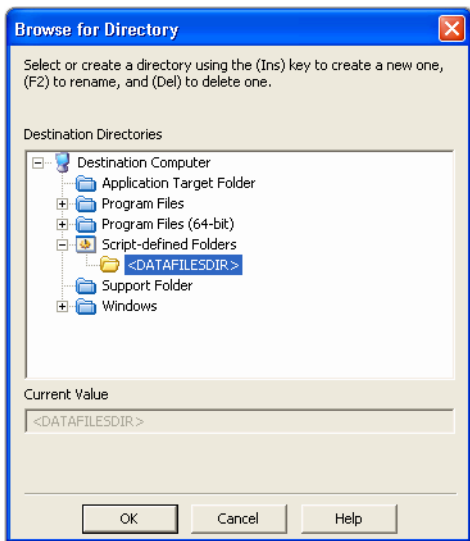 Browse for Directory
Select or create a directory using the (Ins) key to create a new one,
(F2) to rename, and (Del) to delete one.
Destination Directories
Destination Computer
Application Target Folder
Program Files
Program Files (64-bit)
Script-defined Folders
<DATAFILESDIR>
Support Folder
Windows
Current Value
<DATAFILESDIR>
OK Cancel Help